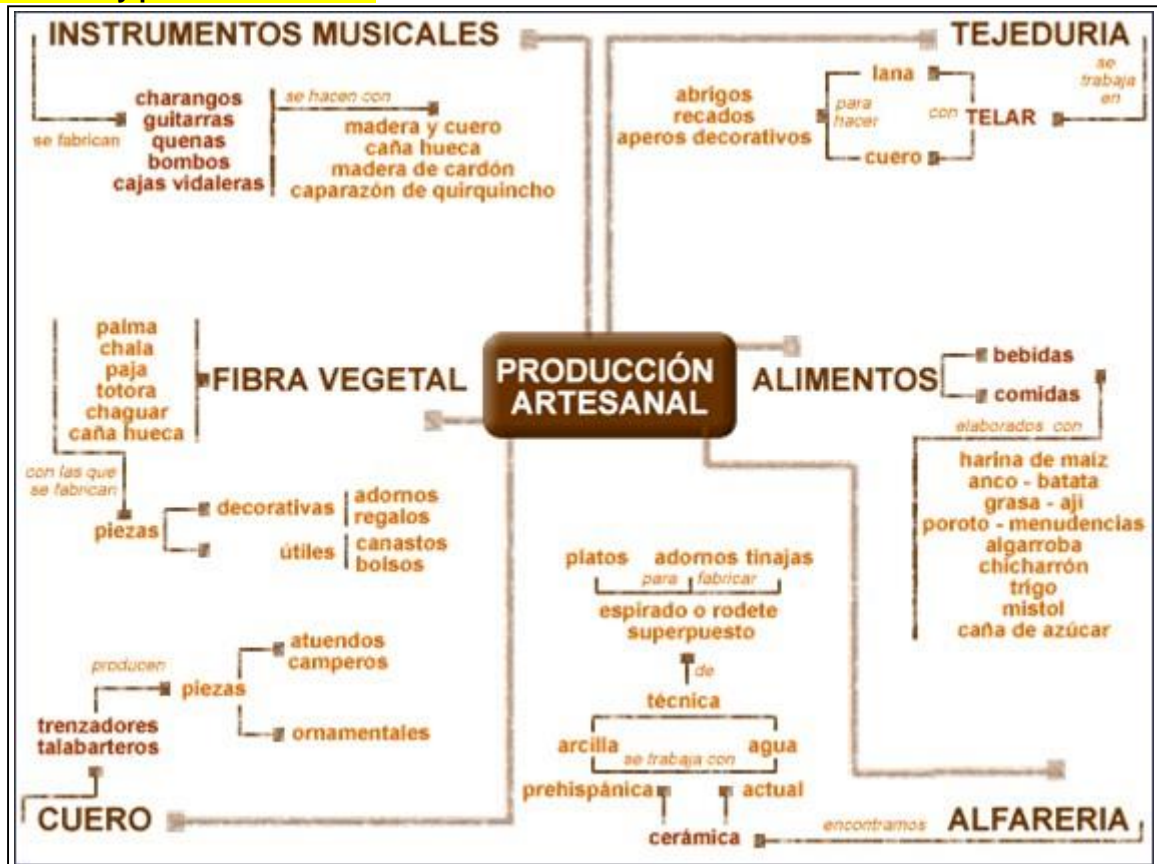 INSTRUMENTOS MUSICALES
se fabrican
charangos
guitarras
quenas
bombos
cajas vidaleras
se hacen con
madera y cuero
caña hueca
madera de cardón
caparazón de quirquincho
TEJEDURIA
se
trabaja
en
TELAR
con
lana
cuero
para
hacer
abrigos
recados
aperos decorativos
PRODUCCIÓN
ARTESANAL
FIBRA VEGETAL
palma
chala
paja
totora
chaguar
caña hueca
con las que
se fabrican
piezas
decorativas
adornos
regalos
útiles
canastos
bolsos
ALIMENTOS
bebidas
comidas
elaborados con
harina de maíz
anco - batata
grasa - ají
poroto - menudencias
algarroba
chicharrón
trigo
mistol
caña de azúcar
CUERO
trenzadores
talabarteros
producen
piezas
atuendos
camperos
ornamentales
platos adornos tinajas
para fabricar
espirado o rodete
superpuesto
de
técnica
arcilla agua
se trabaja con
prehispánica actual
cerámica
encontramos
ALFARERIA